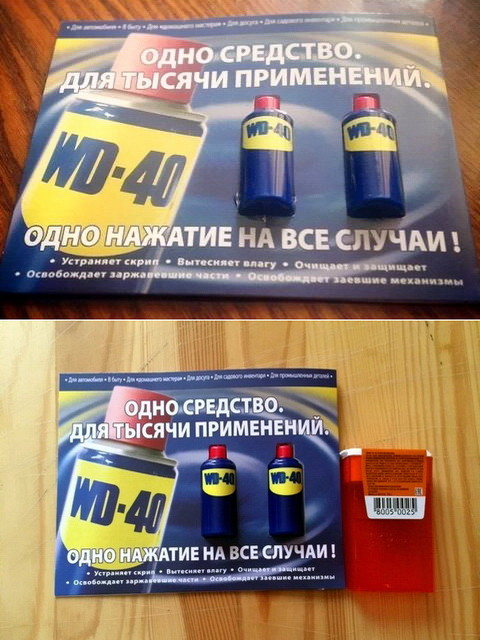 • Для автомобиля • В быту • Для «домашнего мастера» • Для досуга • Для садового инвентаря • Для промышленных деталей •
ОДНО СРЕДСТВО.
ДЛЯ ТЫСЯЧИ ПРИМЕНЕНИЙ.
WD-40
WD-40
WD-40
ОДНО НАЖАТИЕ НА ВСЕ СЛУЧАИ !
• Устраняет скрип • Вытесняет влагу • Очищает и защищает
• Освобождает заржавевшие части • Освобождает заевшие механизмы
• Для автомобиля • В быту • Для «домашнего мастера» • Для досуга • Для садового инвентаря • Для промышленных деталей •
ОДНО СРЕДСТВО.
ДЛЯ ТЫСЯЧИ ПРИМЕНЕНИЙ.
WD-40
WD-40
WD-40
ОДНО НАЖАТИЕ НА ВСЕ СЛУЧАИ !
• Устраняет скрип • Вытесняет влагу • Очищает и защищает
• Освобождает заржавевшие части • Освобождает заевшие механизмы
80050025